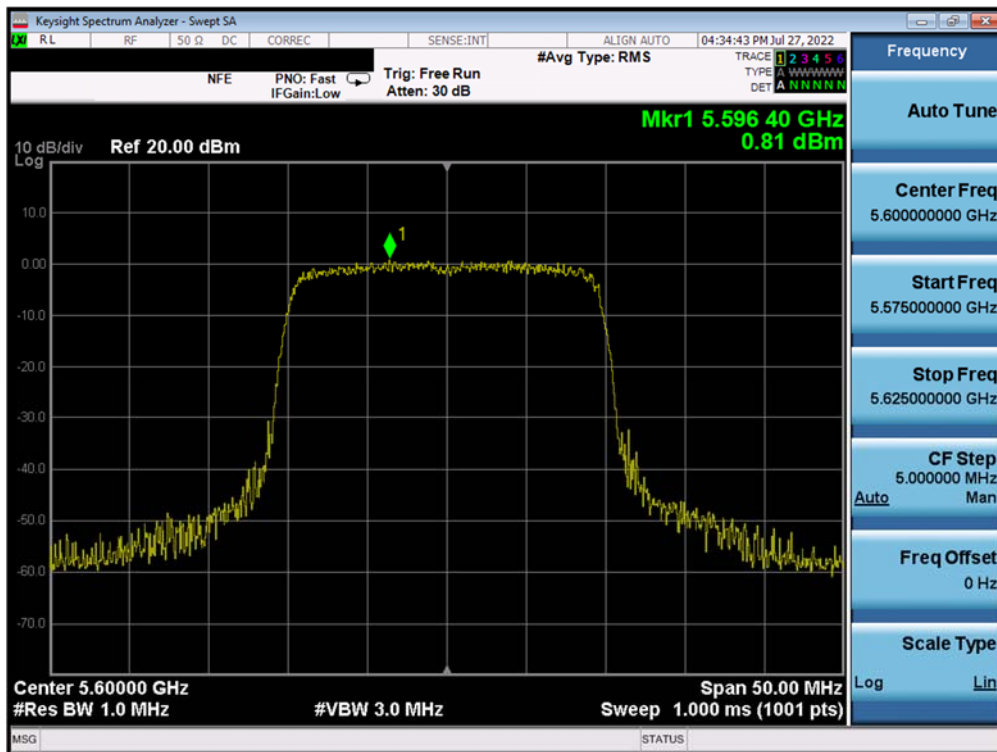 Keysight Spectrum Analyzer - Swept SA
LXI RL RF 50 Ω DC CORREC SENSE:INT ALIGN AUTO 04:34:43 PM Jul 27, 2022
NFE PNO: Fast Trig: Free Run #Avg Type: RMS TRACE 1 2 3 4 5 6
IFGain:Low Atten: 30 dB TYPE A WWWWW
DET A N N N N N
Frequency
Mkr1 5.596 40 GHz
0.81 dBm
10 dB/div Ref 20.00 dBm
Log
10.0
0.00
-10.0
-20.0
-30.0
-40.0
-50.0
-60.0
-70.0
1
Center 5.60000 GHz Span 50.00 MHz
#Res BW 1.0 MHz #VBW 3.0 MHz Sweep 1.000 ms (1001 pts)
Auto Tune
Center Freq
5.600000000 GHz
Start Freq
5.575000000 GHz
Stop Freq
5.625000000 GHz
CF Step
5.000000 MHz
Auto Man
Freq Offset
0 Hz
Scale Type
Log Lin
MSG STATUS